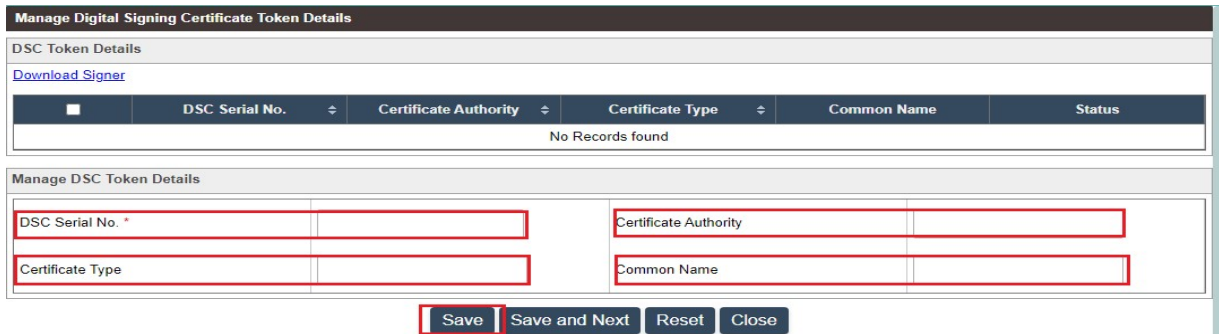 Manage Digital Signing Certificate Token Details
DSC Token Details
Download Signer
DSC Serial No. Certificate Authority Certificate Type Common Name Status
No Records found
Manage DSC Token Details
DSC Serial No. * Certificate Authority
Certificate Type Common Name
Save Save and Next Reset Close